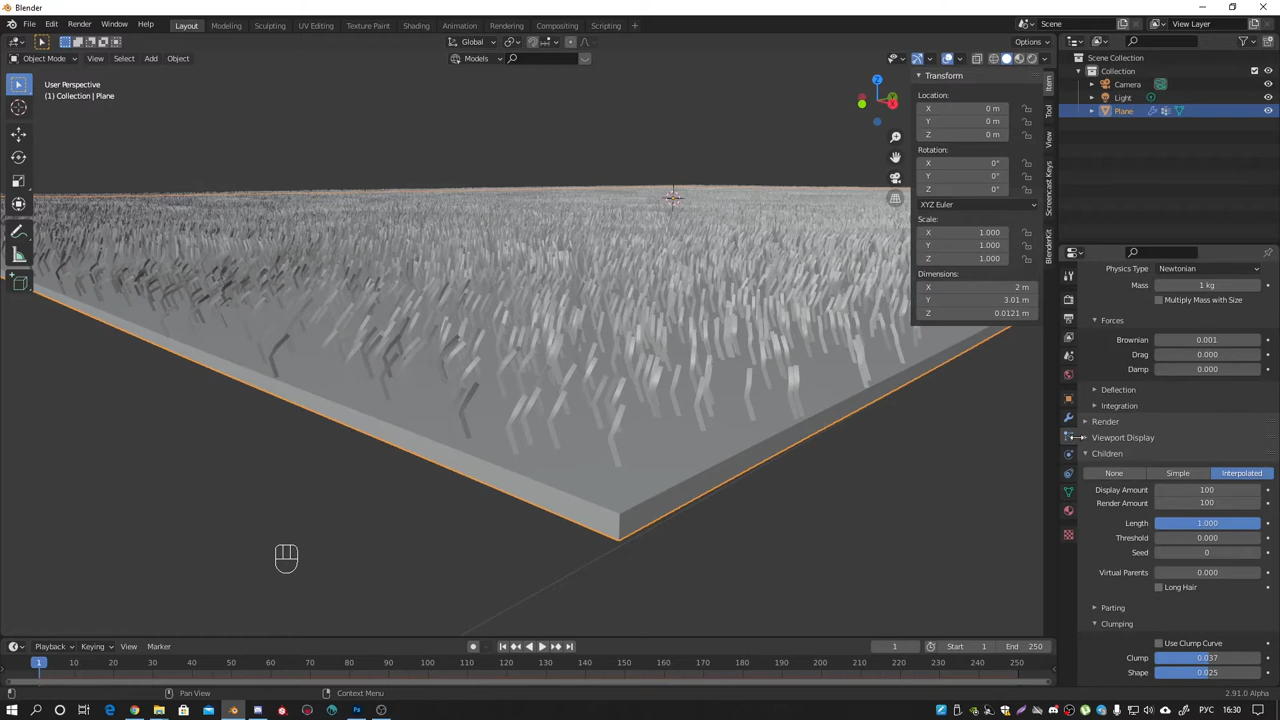 Blender
File Edit Render Window Help Layout Modeling Sculpting UV Editing Texture Paint Shading Animation Rendering Compositing Scripting + Scene View Layer
Global Options
Object Mode View Select Add Object Models
User Perspective
(1) Collection | Plane
Transform
Location:
X 0 m
Y 0 m
Z 0 m
Rotation:
X 0°
Y 0°
Z 0°
XYZ Euler
Scale:
X 1.000
Y 1.000
Z 1.000
Dimensions:
X 2 m
Y 3.01 m
Z 0.0121 m
Item
Tool
View
Screencast Keys
BlenderKit
Z
Y
X
Scene Collection
Collection
Camera
Light
Plane
Physics Type Newtonian
Mass 1 kg
Multiply Mass with Size
Forces
Brownian 0.001
Drag 0.000
Damp 0.000
Deflection
Integration
Render
Viewport Display
Children
None Simple Interpolated
Display Amount 100
Render Amount 100
Length 1.000
Threshold 0.000
Seed 0
Virtual Parents 0.000
Long Hair
Parting
Clumping
Use Clump Curve
Clump 0.037
Shape 0.025
Playback Keying View Marker 1 Start 1 End 250
1 10 20 30 40 50 60 70 80 90 100 110 120 130 140 150 160 170 180 190 200 210 220 230 240 250
Pan View Context Menu 2.91.0 Alpha
РУС 16:30